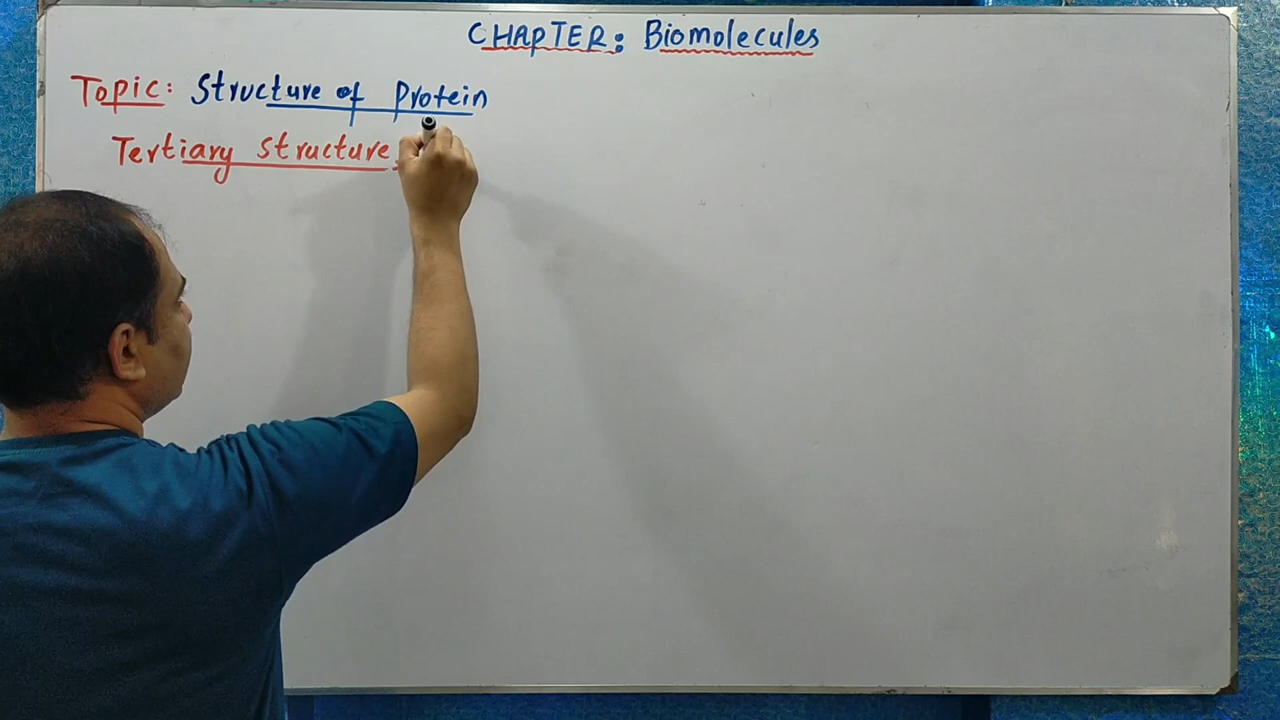 CHAPTER: Biomolecules
Topic: Structure of Protein
Tertiary Structure